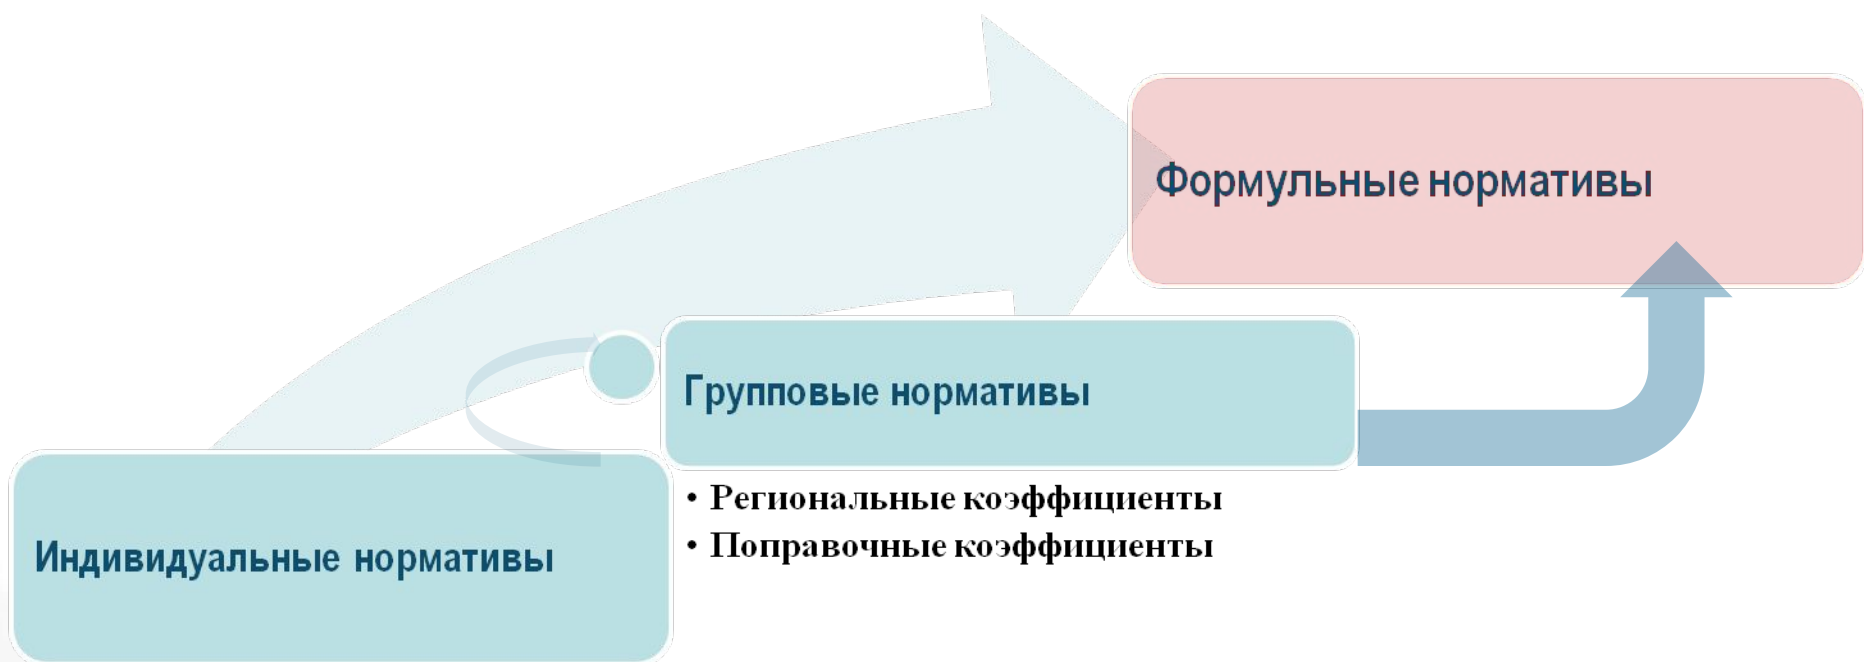 Формульные нормативы
Групповые нормативы
• Региональные коэффициенты
• Поправочные коэффициенты
Индивидуальные нормативы